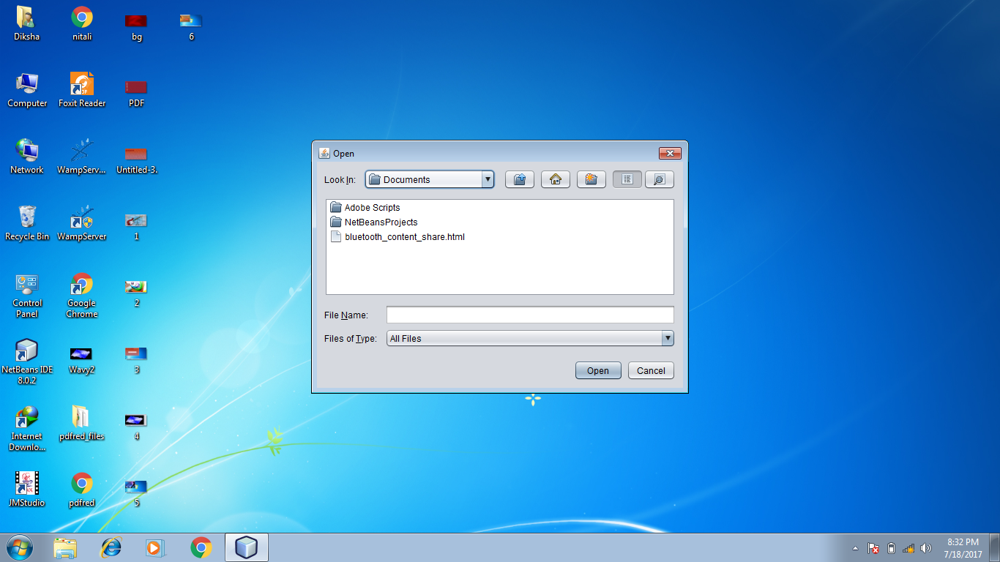 Diksha
nitali
bg
6
Computer
Foxit Reader
PDF
Network
WampServ...
Untitled-3.
Recycle Bin
WampServer
1
Control
Panel
Google
Chrome
2
NetBeans IDE
8.0.2
Wavy2
3
Internet
Downlo...
pdfred_files
4
JMStudio
pdfred
5
Open
Look In:
Documents
Adobe Scripts
NetBeansProjects
bluetooth_content_share.html
File Name:
Files of Type:
All Files
Open
Cancel
8:32 PM
7/18/2017